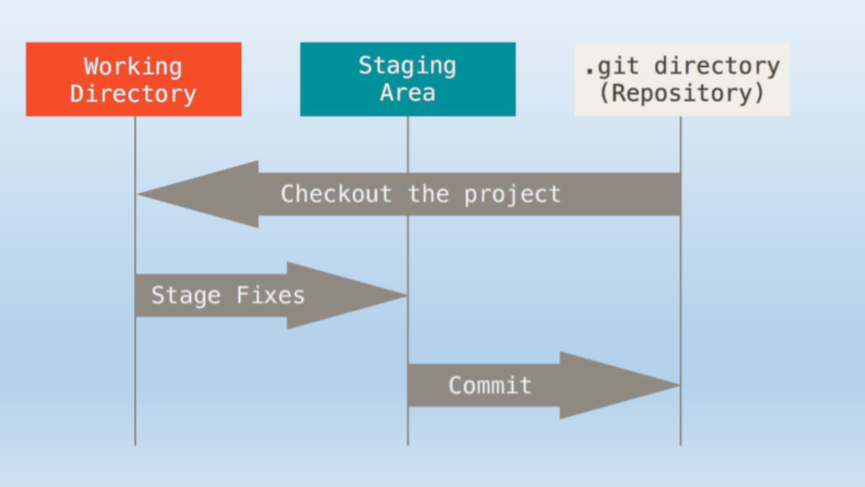 Working
Directory
Staging
Area
.git directory
(Repository)
Checkout the project
Stage Fixes
Commit